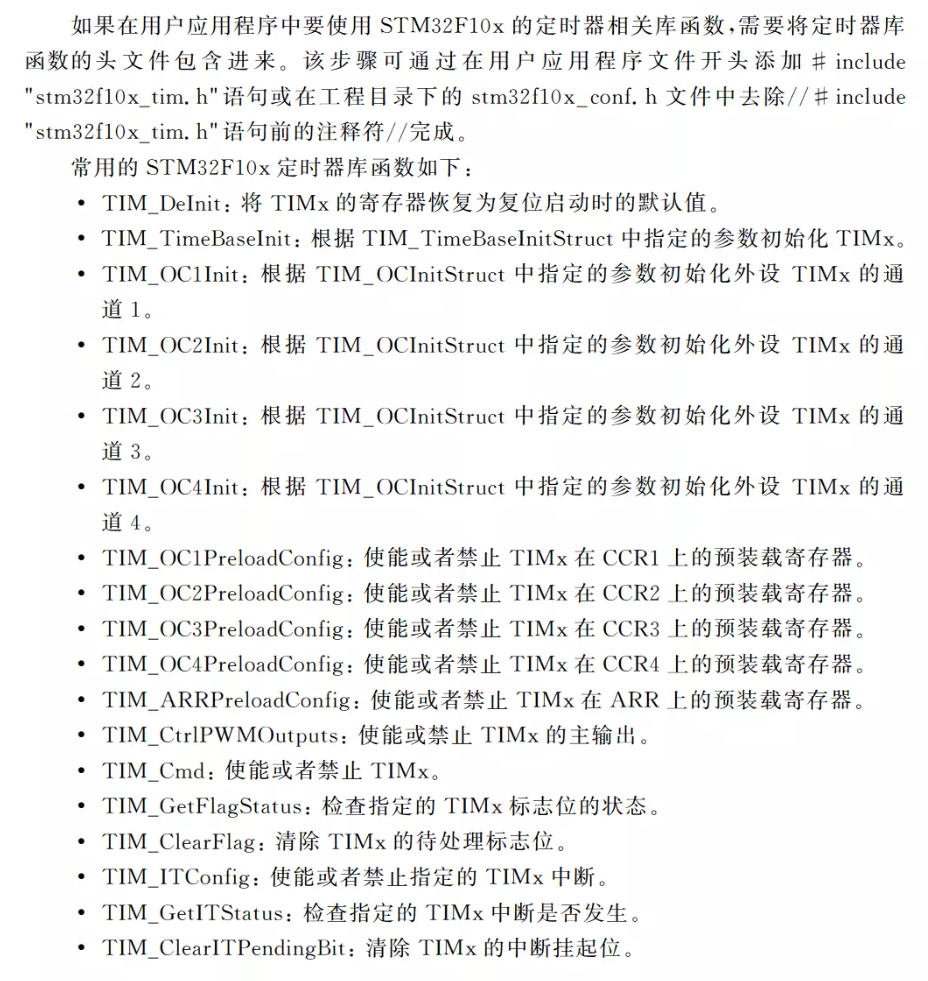 如果在用户应用程序中要使用 STM32F10x 的定时器相关库函数,需要将定时器库
函数的头文件包含进来。该步骤可通过在用户应用程序文件开头添加 # include
"stm32f10x_tim. h"语句或在工程目录下的 stm32f10x_conf. h 文件中去除//# include
"stm32f10x_tim. h"语句前的注释符//完成。
常用的 STM32F10x 定时器库函数如下:
• TIM_DeInit: 将 TIMx 的寄存器恢复为复位启动时的默认值。
• TIM_TimeBaseInit: 根据 TIM_TimeBaseInitStruct 中指定的参数初始化 TIMx。
• TIM_OC1Init: 根据 TIM_OCInitStruct 中指定的参数初始化外设 TIMx 的通
道 1。
• TIM_OC2Init: 根据 TIM_OCInitStruct 中指定的参数初始化外设 TIMx 的通
道 2。
• TIM_OC3Init: 根据 TIM_OCInitStruct 中指定的参数初始化外设 TIMx 的通
道 3。
• TIM_OC4Init: 根据 TIM_OCInitStruct 中指定的参数初始化外设 TIMx 的通
道 4。
• TIM_OC1PreloadConfig: 使能或者禁止 TIMx 在 CCR1 上的预装载寄存器。
• TIM_OC2PreloadConfig: 使能或者禁止 TIMx 在 CCR2 上的预装载寄存器。
• TIM_OC3PreloadConfig: 使能或者禁止 TIMx 在 CCR3 上的预装载寄存器。
• TIM_OC4PreloadConfig: 使能或者禁止 TIMx 在 CCR4 上的预装载寄存器。
• TIM_ARRPreloadConfig: 使能或者禁止 TIMx 在 ARR 上的预装载寄存器。
• TIM_CtrlPWMOutputs: 使能或禁止 TIMx 的主输出。
• TIM_Cmd: 使能或者禁止 TIMx。
• TIM_GetFlagStatus: 检查指定的 TIMx 标志位的状态。
• TIM_ClearFlag: 清除 TIMx 的待处理标志位。
• TIM_ITConfig: 使能或者禁止指定的 TIMx 中断。
• TIM_GetITStatus: 检查指定的 TIMx 中断是否发生。
• TIM_ClearITPendingBit: 清除 TIMx 的中断挂起位。